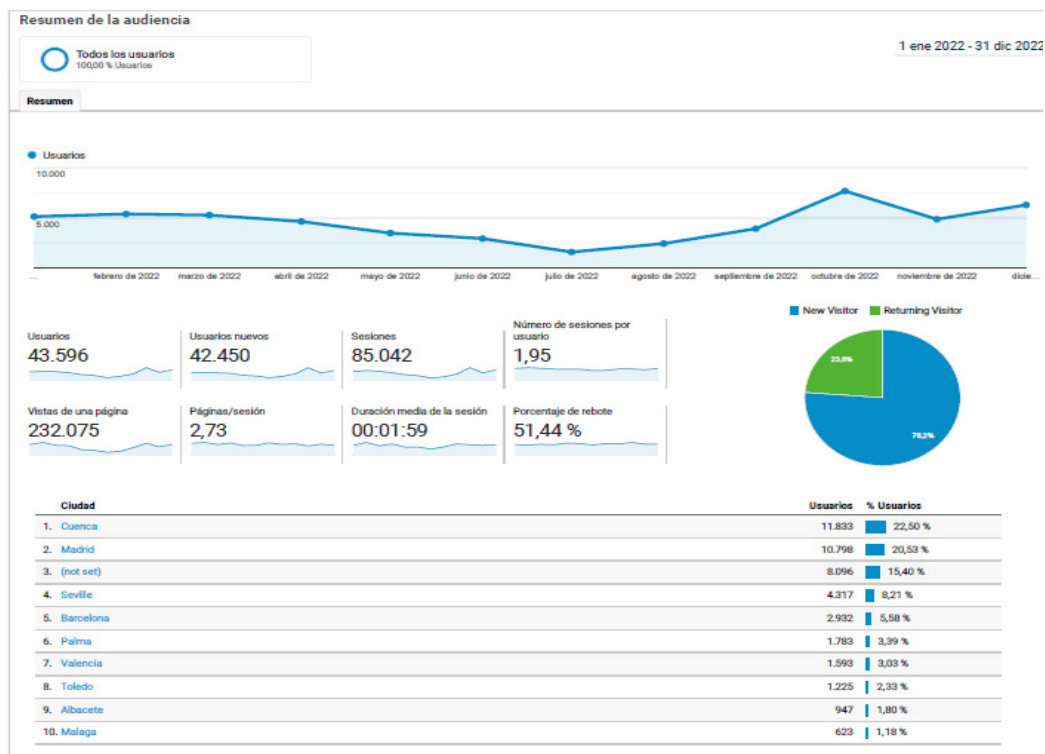 Resumen de la audiencia
Todos los usuarios
100,00 % Usuarios
1 ene 2022 - 31 dic 2022
Resumen
Usuarios
10.000
5.000
... febrero de 2022 marzo de 2022 abril de 2022 mayo de 2022 junio de 2022 julio de 2022 agosto de 2022 septiembre de 2022 octubre de 2022 noviembre de 2022 dicie...
New Visitor Returning Visitor
Usuarios
43.596
Usuarios nuevos
42.450
Sesiones
85.042
Número de sesiones por
usuario
1,95
Vistas de una página
232.075
Páginas/sesión
2,73
Duración media de la sesión
00:01:59
Porcentaje de rebote
51,44 %
Ciudad Usuarios % Usuarios
1. Cuenca 11.833 22,50 %
2. Madrid 10.798 20,53 %
3. (not set) 8.096 15,40 %
4. Seville 4.317 8,21 %
5. Barcelona 2.932 5,58 %
6. Palma 1.783 3,39 %
7. Valencia 1.593 3,03 %
8. Toledo 1.225 2,33 %
9. Albacete 947 1,80 %
10. Malaga 623 1,18 %